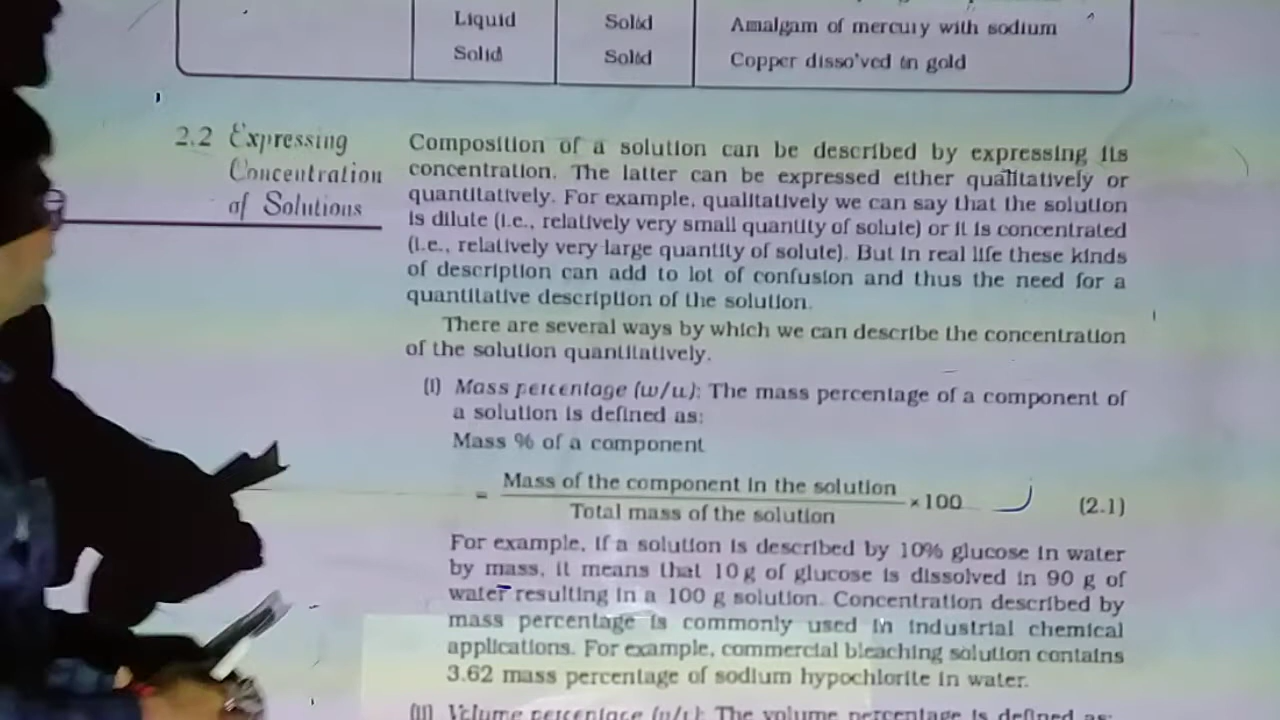 Liquid Solid Amalgam of mercury with sodium
Solid Solid Copper dissolved in gold
2.2 Expressing
Concentration
of Solutions
Composition of a solution can be described by expressing its
concentration. The latter can be expressed either qualitatively or
quantitatively. For example, qualitatively we can say that the solution
is dilute (i.e., relatively very small quantity of solute) or it is concentrated
(i.e., relatively very large quantity of solute). But in real life these kinds
of description can add to lot of confusion and thus the need for a
quantitative description of the solution.
There are several ways by which we can describe the concentration
of the solution quantitatively.
(i) Mass percentage (w/w): The mass percentage of a component of
a solution is defined as:
Mass % of a component
= Mass of the component in the solution × 100 (2.1)
Total mass of the solution
For example, if a solution is described by 10% glucose in water
by mass, it means that 10 g of glucose is dissolved in 90 g of
water resulting in a 100 g solution. Concentration described by
mass percentage is commonly used in industrial chemical
applications. For example, commercial bleaching solution contains
3.62 mass percentage of sodium hypochlorite in water.
(ii) Volume percentage (v/v): The volume percentage is defined as: